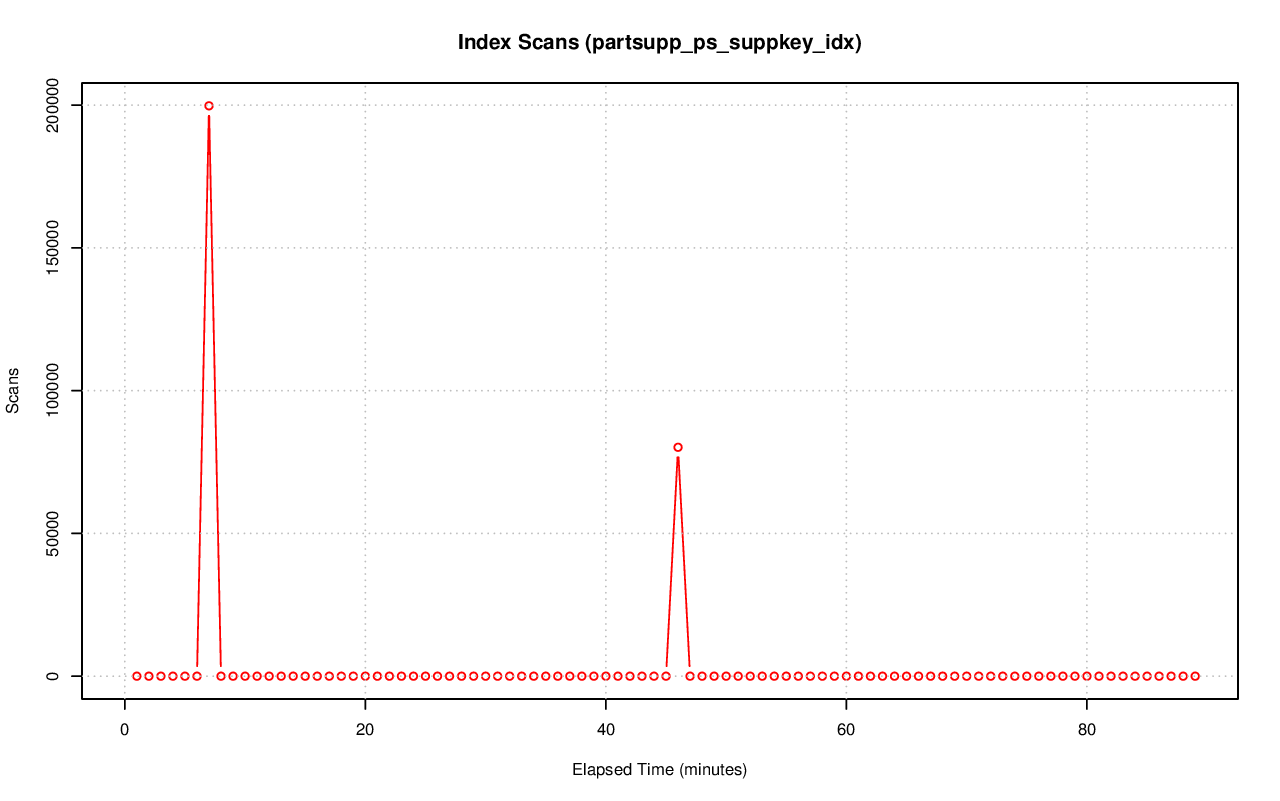 Index Scans (partsupp_ps_suppkey_idx)
200000
150000
100000
50000
0
Scans
0 20 40 60 80
Elapsed Time (minutes)